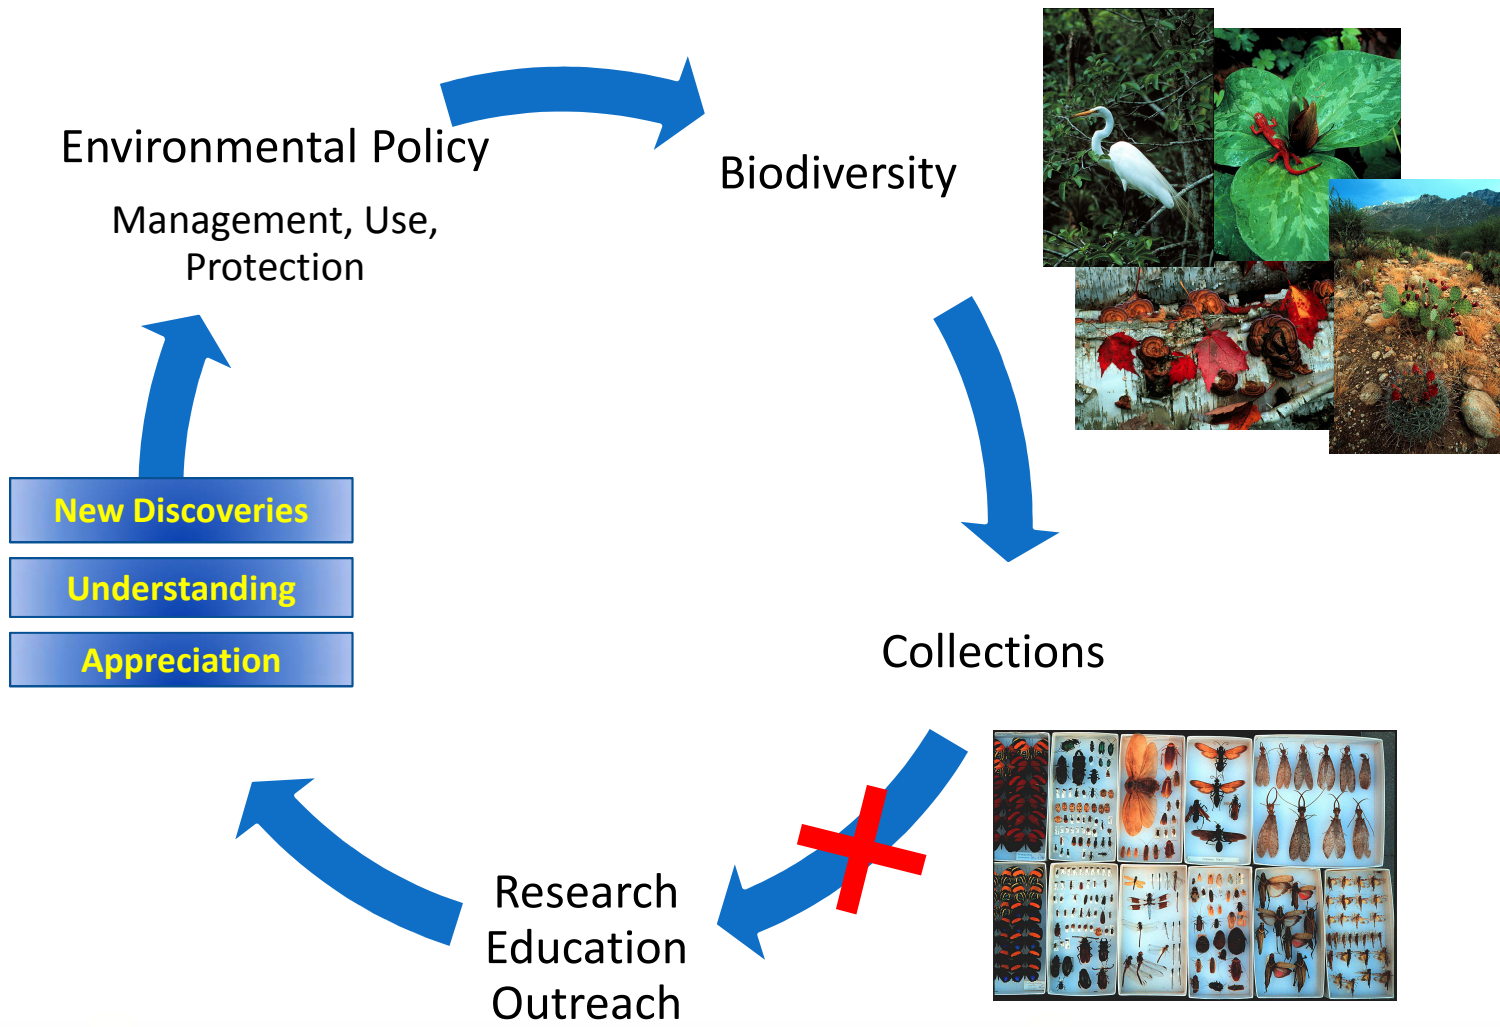 Environmental Policy
Management, Use,
Protection
Biodiversity
New Discoveries
Understanding
Appreciation
Collections
Research
Education
Outreach